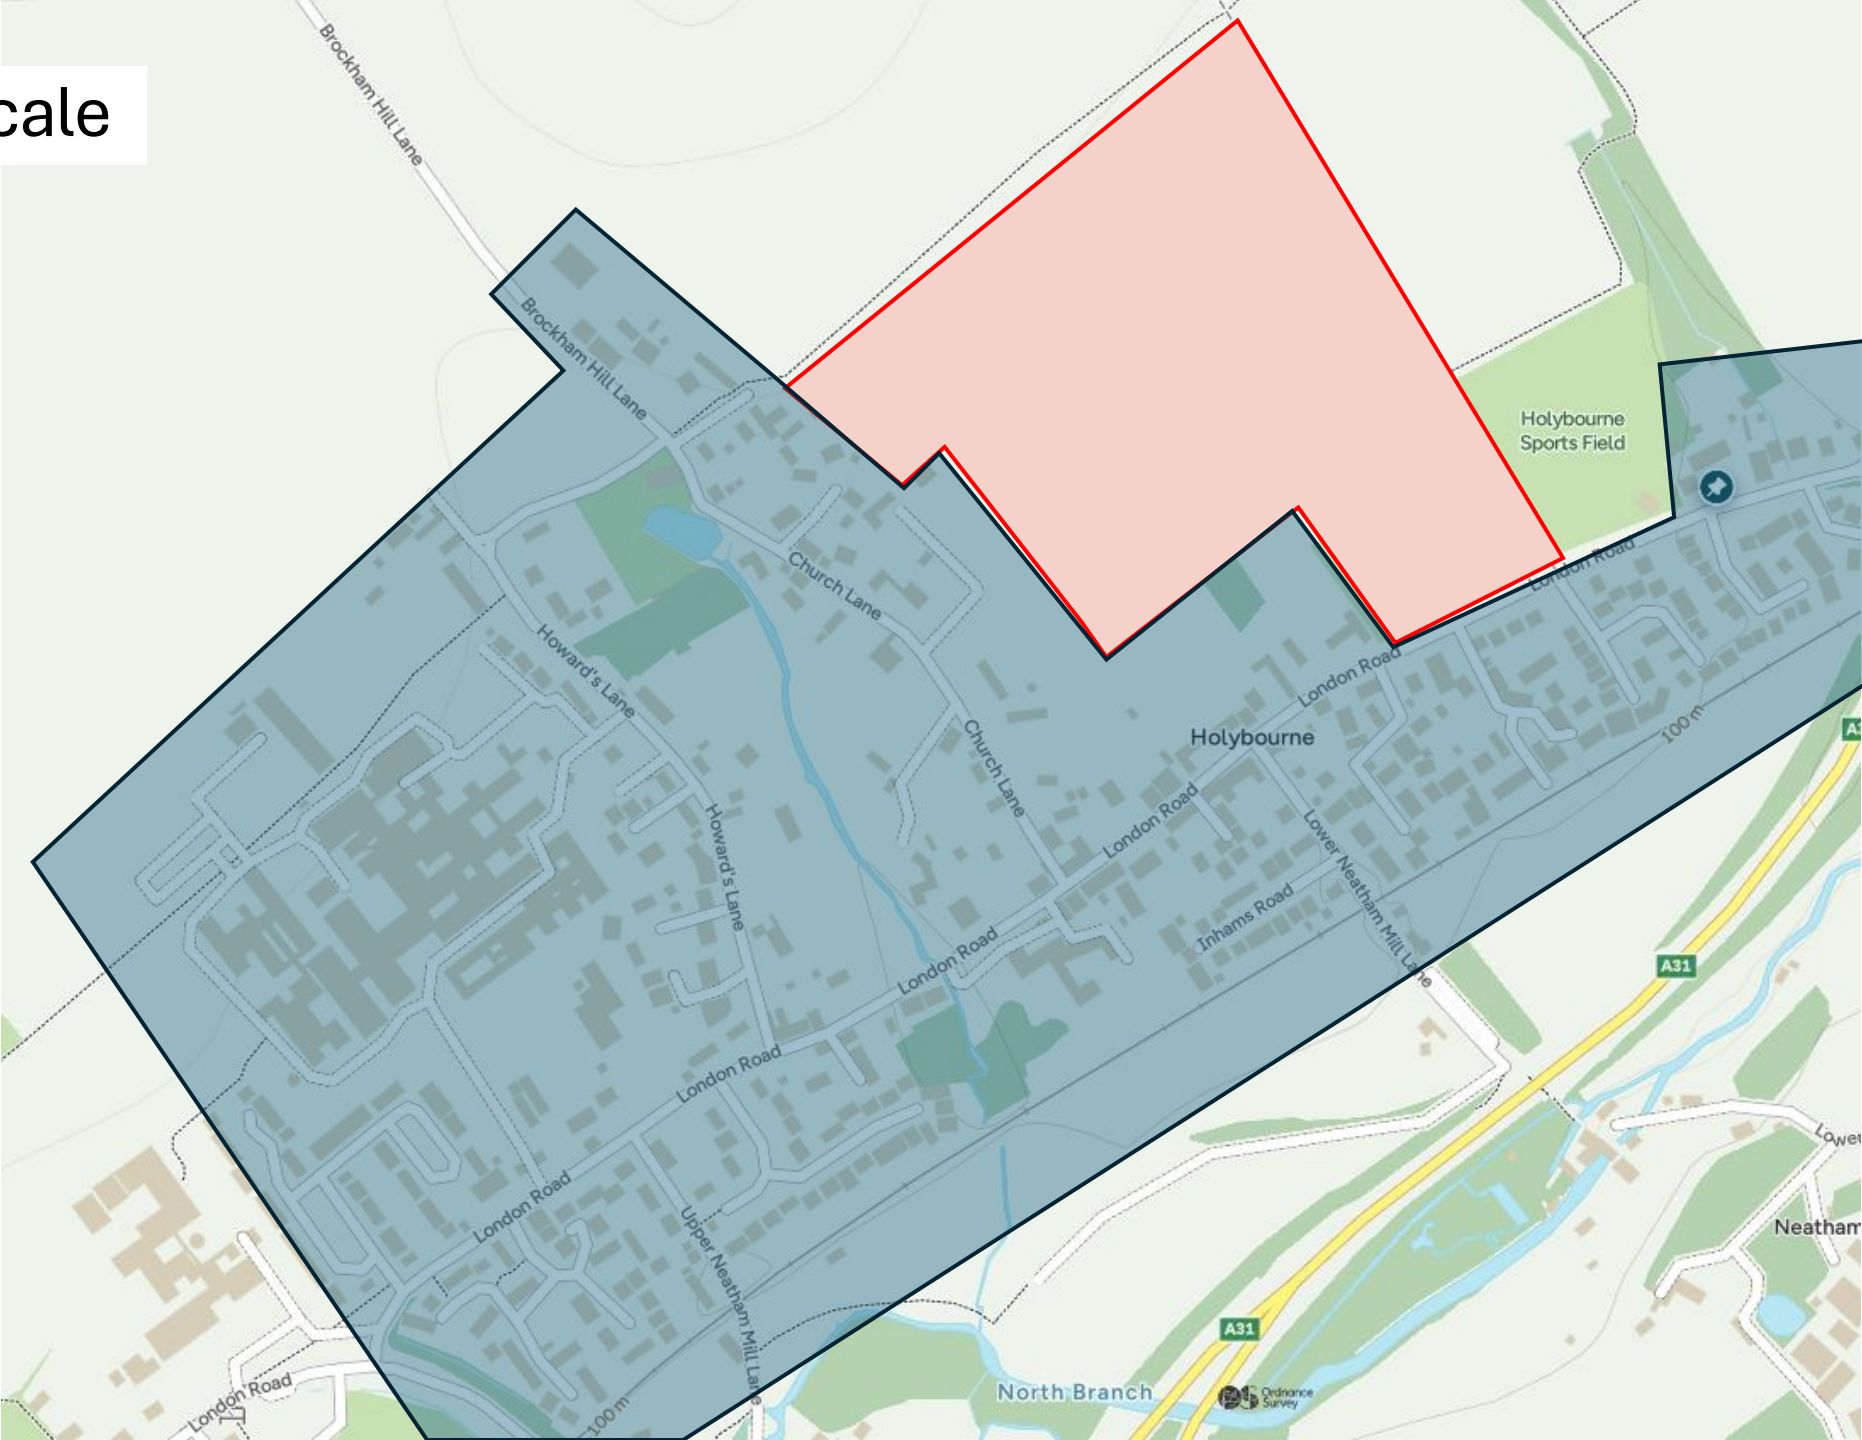 cale
Brockham Hill Lane
Brockham Hill Lane
Holybourne
Sports Field
London Road
Church Lane
Howard's Lane
London Road
Church Lane
Holybourne
100 m
A31
London Road
Howard's Lane
Lower Neatham Mill Lane
Inhams Road
London Road
A31
London Road
London Road
Upper Neatham Mill Lane
Neatham
A31
North Branch
Ordnance
Survey
London Road
100 m